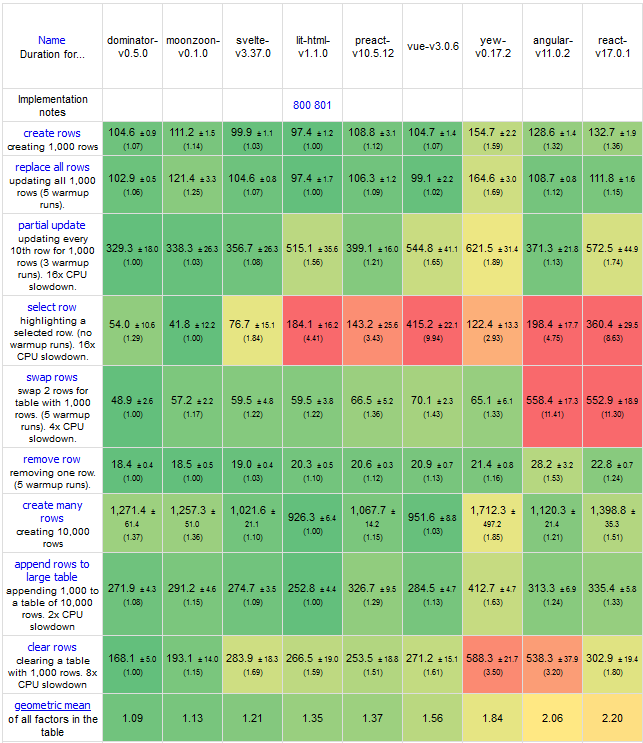 Name
Duration for...
dominator-
v0.5.0
moonzoon-
v0.1.0
svelte-
v3.37.0
lit-html-
v1.1.0
preact-
v10.5.12
vue-v3.0.6
yew-
v0.17.2
angular-
v11.0.2
react-
v17.0.1
Implementation
notes
800 801
create rows
creating 1,000 rows
104.6 ± 0.9
(1.07)
111.2 ± 1.5
(1.14)
99.9 ± 1.1
(1.03)
97.4 ± 1.2
(1.00)
108.8 ± 3.1
(1.12)
104.7 ± 1.4
(1.07)
154.7 ± 2.2
(1.59)
128.6 ± 1.4
(1.32)
132.7 ± 1.9
(1.36)
replace all rows
updating all 1,000
rows (5 warmup
runs).
102.9 ± 0.5
(1.06)
121.4 ± 3.3
(1.25)
104.6 ± 0.8
(1.07)
97.4 ± 1.7
(1.00)
106.3 ± 1.2
(1.09)
99.1 ± 2.2
(1.02)
164.6 ± 3.0
(1.69)
108.7 ± 0.8
(1.12)
111.8 ± 1.6
(1.15)
partial update
updating every
10th row for 1,000
rows (3 warmup
runs). 16x CPU
slowdown.
329.3 ± 18.0
(1.00)
338.3 ± 26.3
(1.03)
356.7 ± 26.3
(1.08)
515.1 ± 35.6
(1.56)
399.1 ± 16.0
(1.21)
544.8 ± 41.1
(1.65)
621.5 ± 31.4
(1.89)
371.3 ± 21.8
(1.13)
572.5 ± 44.9
(1.74)
select row
highlighting a
selected row. (no
warmup runs). 16x
CPU slowdown.
54.0 ± 10.6
(1.29)
41.8 ± 12.2
(1.00)
76.7 ± 15.1
(1.84)
184.1 ± 16.2
(4.41)
143.2 ± 25.6
(3.43)
415.2 ± 22.1
(9.94)
122.4 ± 13.3
(2.93)
198.4 ± 17.7
(4.75)
360.4 ± 29.5
(8.63)
swap rows
swap 2 rows for
table with 1,000
rows. (5 warmup
runs). 4x CPU
slowdown.
48.9 ± 2.6
(1.00)
57.2 ± 2.2
(1.17)
59.5 ± 4.8
(1.22)
59.5 ± 3.8
(1.22)
66.5 ± 5.2
(1.36)
70.1 ± 2.3
(1.43)
65.1 ± 6.1
(1.33)
558.4 ± 17.3
(11.41)
552.9 ± 18.9
(11.30)
remove row
removing one row.
(5 warmup runs).
18.4 ± 0.4
(1.00)
18.5 ± 0.5
(1.00)
19.0 ± 0.4
(1.03)
20.3 ± 0.5
(1.10)
20.6 ± 0.3
(1.12)
20.9 ± 0.7
(1.13)
21.4 ± 0.8
(1.16)
28.2 ± 3.2
(1.53)
22.8 ± 0.7
(1.24)
create many
rows
creating 10,000
rows
1,271.4 ±
61.4
(1.37)
1,257.3 ±
51.0
(1.36)
1,021.6 ±
21.1
(1.10)
926.3 ± 6.4
(1.00)
1,067.7 ±
14.2
(1.15)
951.6 ± 8.8
(1.03)
1,712.3 ±
497.2
(1.85)
1,120.3 ±
21.4
(1.21)
1,398.8 ±
35.3
(1.51)
append rows to
large table
appending 1,000 to
a table of 10,000
rows. 2x CPU
slowdown
271.9 ± 4.3
(1.08)
291.2 ± 4.6
(1.15)
274.7 ± 3.5
(1.09)
252.8 ± 4.4
(1.00)
326.7 ± 9.5
(1.29)
284.5 ± 4.7
(1.13)
412.7 ± 4.7
(1.63)
313.3 ± 6.9
(1.24)
335.4 ± 5.8
(1.33)
clear rows
clearing a table
with 1,000 rows. 8x
CPU slowdown
168.1 ± 5.0
(1.00)
193.1 ± 14.0
(1.15)
283.9 ± 18.3
(1.69)
266.5 ± 19.0
(1.59)
253.5 ± 18.8
(1.51)
271.2 ± 15.1
(1.61)
588.3 ± 21.7
(3.50)
538.3 ± 37.9
(3.20)
302.9 ± 19.4
(1.80)
geometric mean
of all factors in the
table
1.09
1.13
1.21
1.35
1.37
1.56
1.84
2.06
2.20